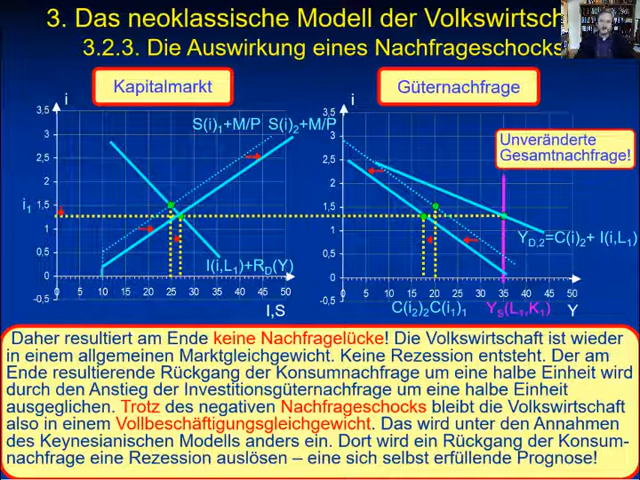 3. Das neoklassische Modell der
3.2.3. Die Auswirkung eines Nachfrageschocks
Kapitalmarkt
Güternachfrage
i
3,5
3
2,5
2
1,5
1
0,5
0
-0,5
i₁
S(i)₁+M/P S(i)₂+M/P
I(i,L₁)+R_D(Y)
0 5 10 15 20 25 30 35 40 45 50
I,S
i
3,5
3
2,5
2
1,5
1
0,5
0
-0,5
Unveränderte
Gesamtnachfrage!
Y_D,2=C(i)₂+ I(i,L₁)
0 5 10 15 20 25 30 35 40 45 50
C(i₂)₂C(i₁)₁ Y_S(L₁,K₁) Y
Daher resultiert am Ende keine Nachfragelücke! Die Volkswirtschaft ist wieder
in einem allgemeinen Marktgleichgewicht. Keine Rezession entsteht. Der am
Ende resultierende Rückgang der Konsumnachfrage um eine halbe Einheit wird
durch den Anstieg der Investitionsgüternachfrage um eine halbe Einheit
ausgeglichen. Trotz des negativen Nachfrageschocks bleibt die Volkswirtschaft
also in einem Vollbeschäftigungsgleichgewicht. Das wird unter den Annahmen
des Keynesianischen Modells anders ein. Dort wird ein Rückgang der Konsum-
nachfrage eine Rezession auslösen – eine sich selbst erfüllende Prognose!